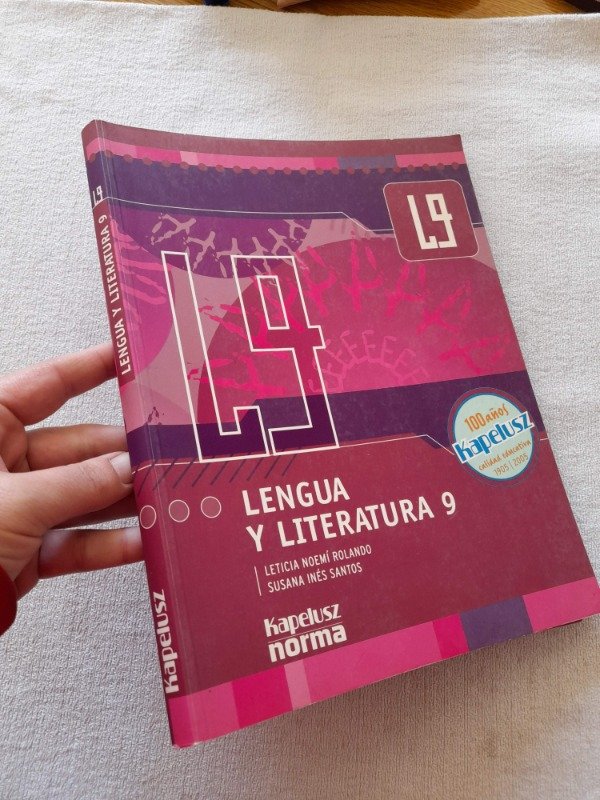 L9
LENGUA Y LITERATURA 9
Kapelusz
L9
L9
100 años
Kapelusz
calidad educativa
1905 | 2005
LENGUA
Y LITERATURA 9
LETICIA NOEMÍ ROLANDO
SUSANA INÉS SANTOS
Kapelusz
norma